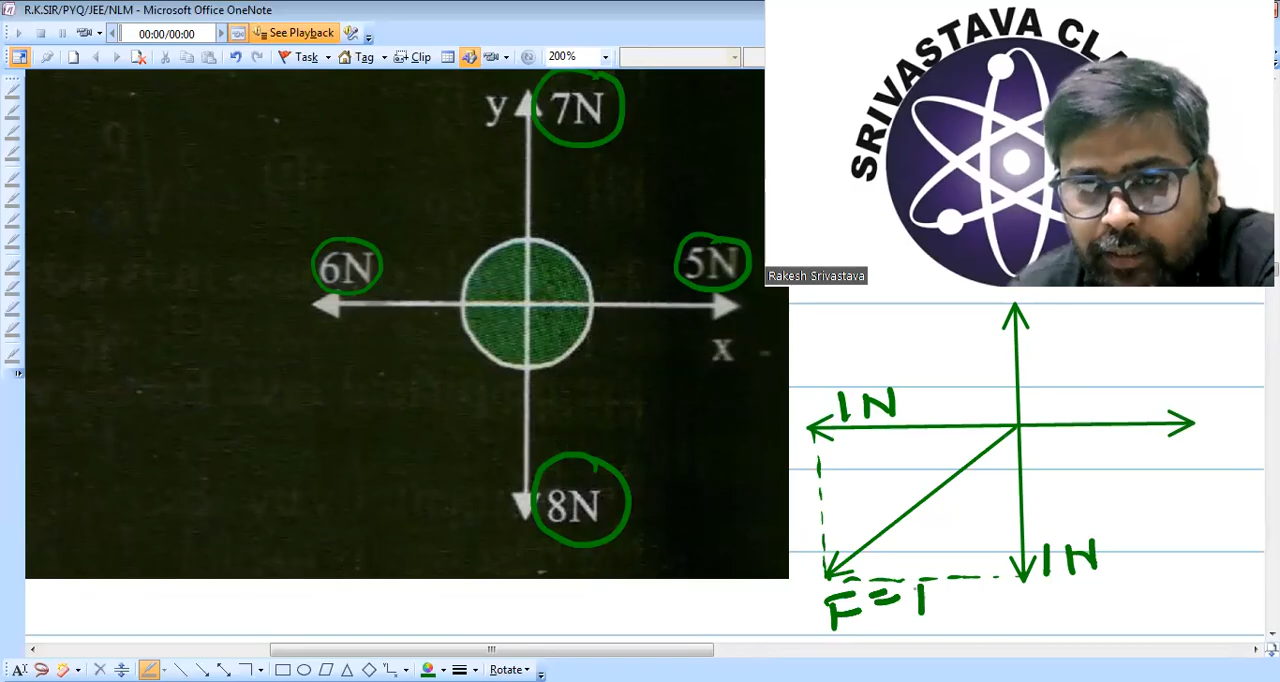 R.K.SIR/PYQ/JEE/NLM - Microsoft Office OneNote
00:00/00:00
See Playback
Task
Tag
Clip
200%
SRIVASTAVA CLA
Rakesh Srivastava
y
7N
6N
5N
x
8N
1N
1N
F = 1
A
Rotate